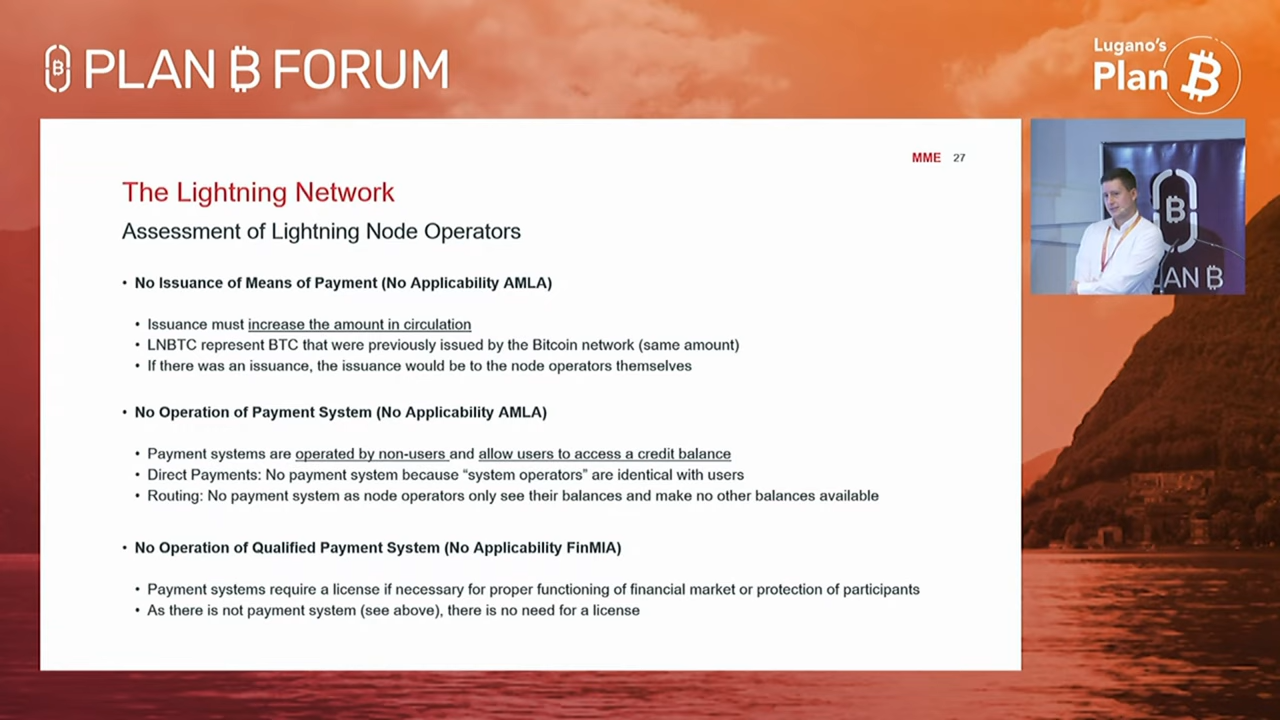 PLAN ₿ FORUM
Lugano's
Plan ₿
MME 27
The Lightning Network
Assessment of Lightning Node Operators
• No Issuance of Means of Payment (No Applicability AMLA)
• Issuance must increase the amount in circulation
• LNBTC represent BTC that were previously issued by the Bitcoin network (same amount)
• If there was an issuance, the issuance would be to the node operators themselves
• No Operation of Payment System (No Applicability AMLA)
• Payment systems are operated by non-users and allow users to access a credit balance
• Direct Payments: No payment system because “system operators” are identical with users
• Routing: No payment system as node operators only see their balances and make no other balances available
• No Operation of Qualified Payment System (No Applicability FinMIA)
• Payment systems require a license if necessary for proper functioning of financial market or protection of participants
• As there is not payment system (see above), there is no need for a license
₿
LAN ₿